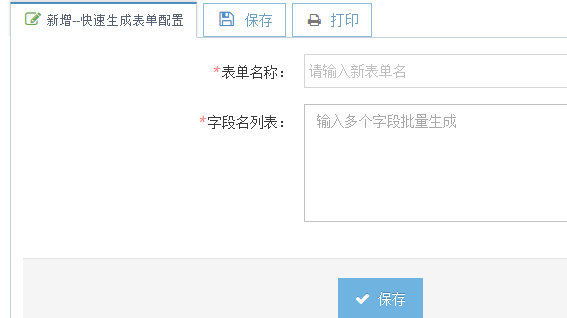 新增--快速生成表单配置 保存 打印
*表单名称： 请输入新表单名
*字段名列表： 输入多个字段批量生成
保存